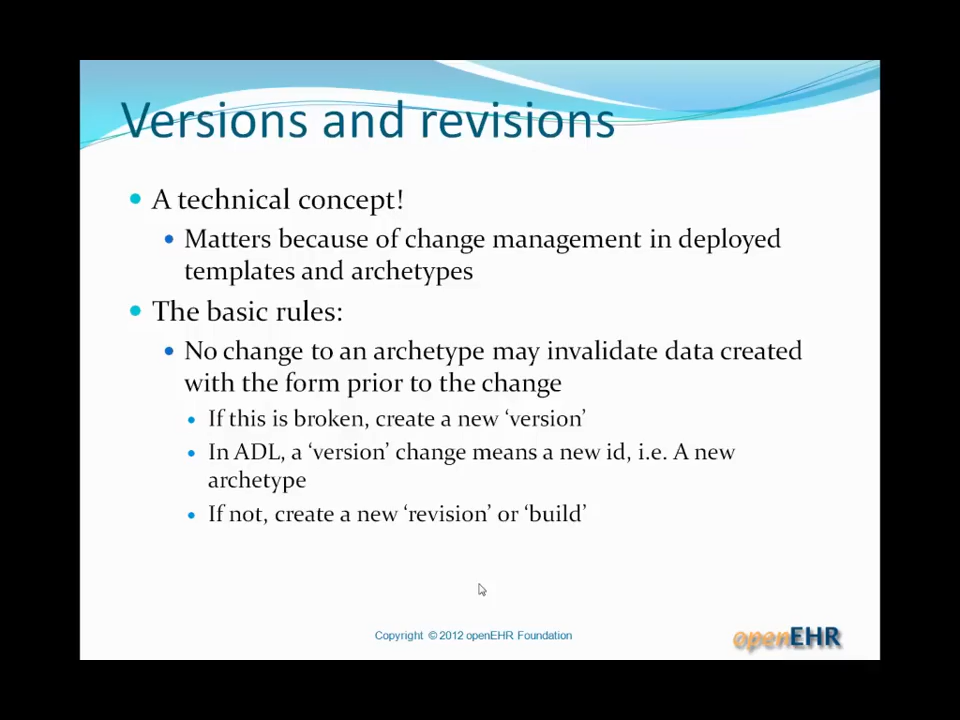 Versions and revisions
A technical concept!
Matters because of change management in deployed
templates and archetypes
The basic rules:
No change to an archetype may invalidate data created
with the form prior to the change
If this is broken, create a new ‘version’
In ADL, a ‘version’ change means a new id, i.e. A new
archetype
If not, create a new ‘revision’ or ‘build’
Copyright © 2012 openEHR Foundation
openEHR